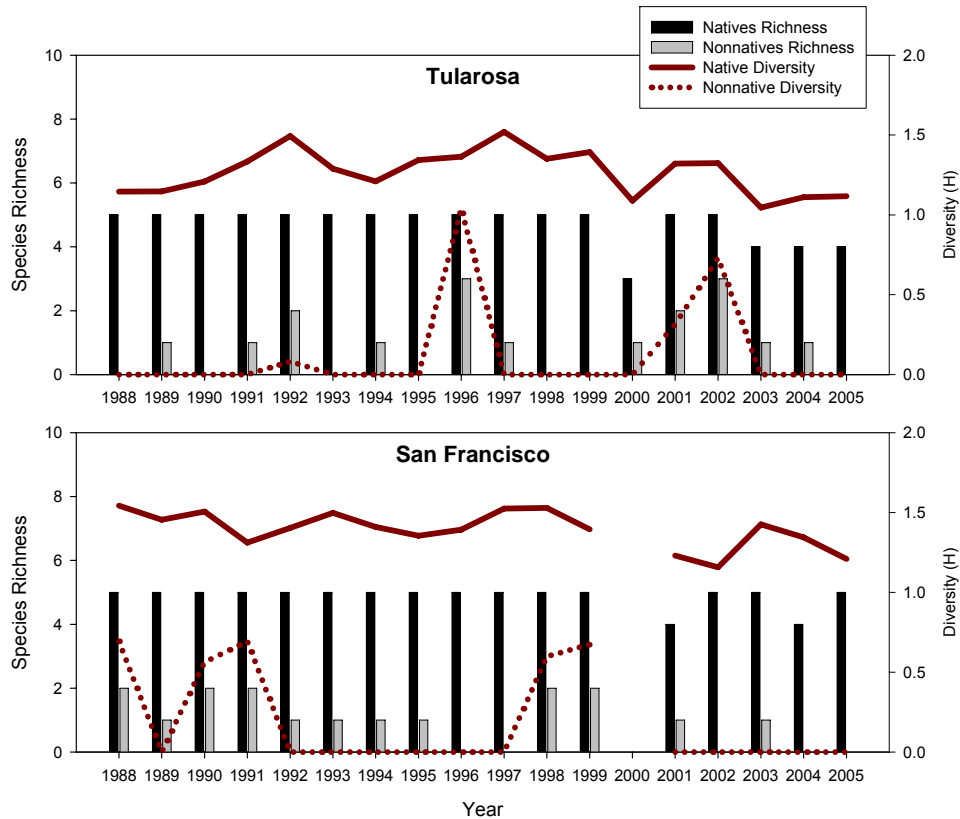 Natives Richness
Nonnatives Richness
Native Diversity
Nonnative Diversity
Tularosa
Species Richness
10
8
6
4
2
0
2.0
1.5
1.0
0.5
0.0
Diversity (H)
1988 1989 1990 1991 1992 1993 1994 1995 1996 1997 1998 1999 2000 2001 2002 2003 2004 2005
San Francisco
Species Richness
10
8
6
4
2
0
2.0
1.5
1.0
0.5
0.0
Diversity (H)
1988 1989 1990 1991 1992 1993 1994 1995 1996 1997 1998 1999 2000 2001 2002 2003 2004 2005
Year